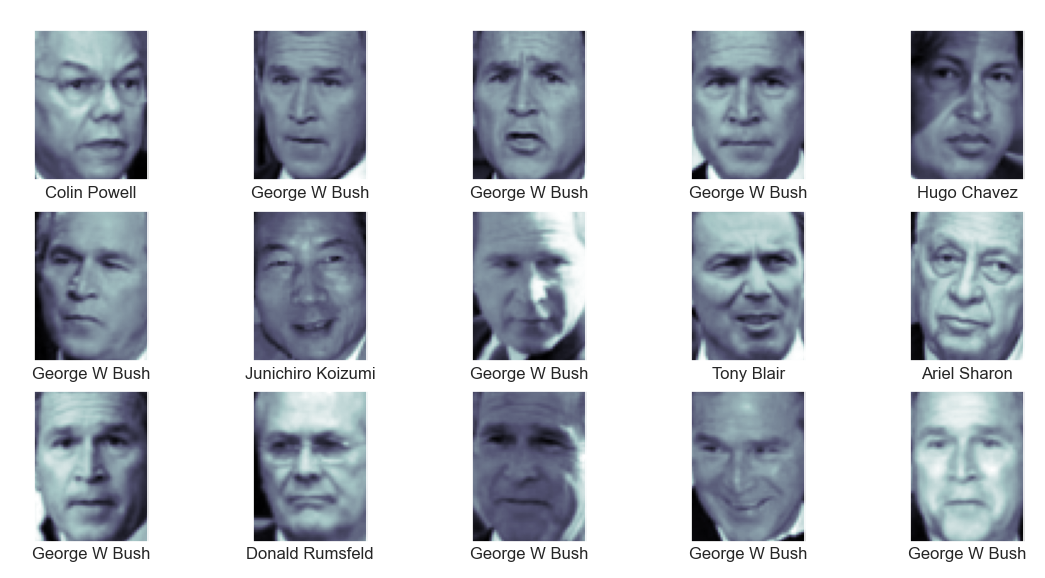 Colin Powell
George W Bush
George W Bush
George W Bush
Hugo Chavez
George W Bush
Junichiro Koizumi
George W Bush
Tony Blair
Ariel Sharon
George W Bush
Donald Rumsfeld
George W Bush
George W Bush
George W Bush